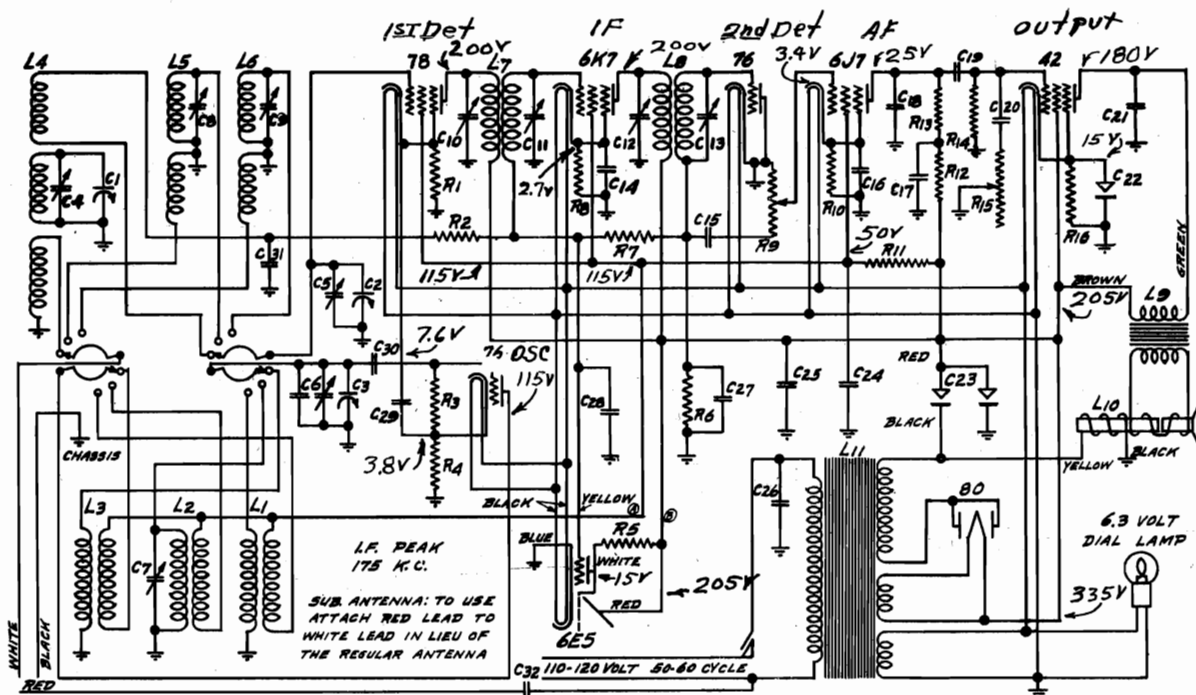 1ST Det
IF
2nd Det
AF
OUTPUT
L4
L5
L6
78
200V
L7
6K7
V
200V
L8
76
3.4V
6J7
V 25V
C19
42
V 180V
C8
C9
C10
C11
C12
C13
C18
R13
R14
C20
C21
15V
C1
C4
R1
2.7V
R8
C14
C16
C17
R12
R15
C22
R2
R7
C15
R9
R10
50V
R11
R16
GREEN
C31
115V
115V
C5
C2
BROWN
205V
L9
C30
7.6V
76 OSC
115V
C6
C3
R3
C29
C28
R6
C27
C25
C24
RED
C23
BLACK
L10
CHASSIS
3.8V
R4
YELLOW
BLACK
L3
L2
L1
C7
BLACK
YELLOW
A
B
BLUE
R5
WHITE
15V
RED
205V
6E5
C26
L11
80
6.3 VOLT
DIAL LAMP
335V
I.F. PEAK
175 K.C.
SUB ANTENNA: TO USE
ATTACH RED LEAD TO
WHITE LEAD IN LIEU OF
THE REGULAR ANTENNA
WHITE
BLACK
RED
C32
110-120 VOLT 50-60 CYCLE